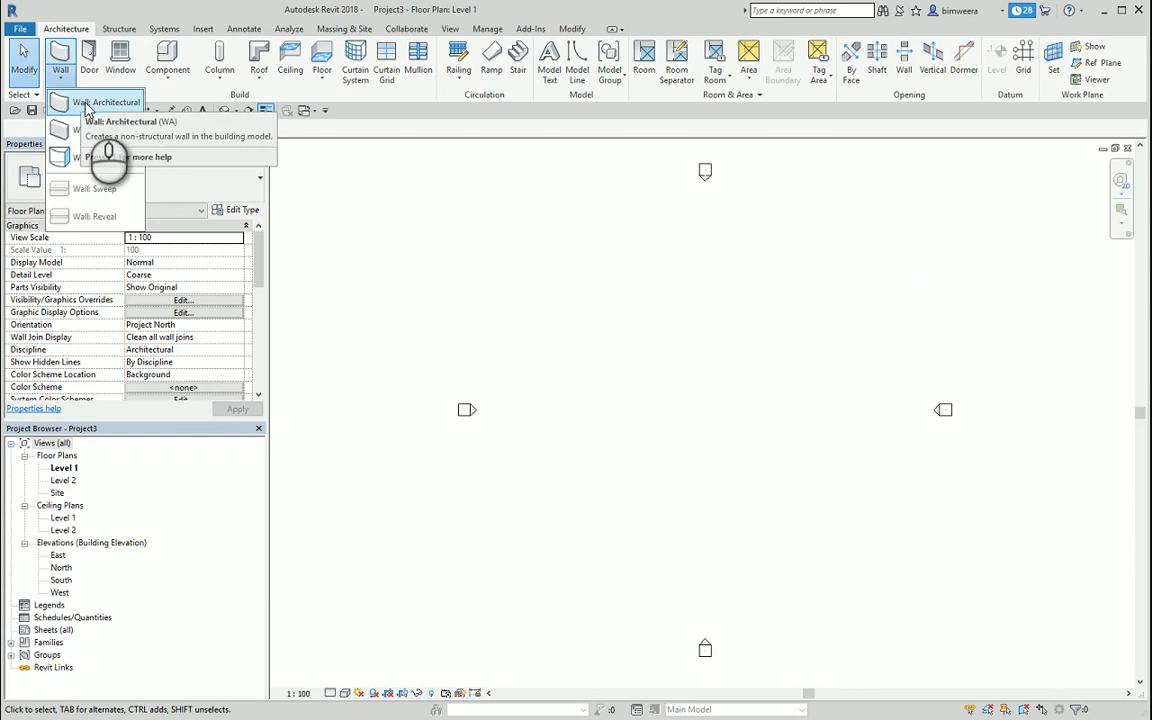 Autodesk Revit 2018 - Project3 - Floor Plan: Level 1
Type a keyword or phrase
bimweera
28
File Architecture Structure Systems Insert Annotate Analyze Massing & Site Collaborate View Manage Add-Ins Modify
Modify Wall Door Window Component Column Roof Ceiling Floor Curtain System Curtain Grid Mullion Railing Ramp Stair Model Text Model Line Model Group Room Room Separator Tag Room Area Area Boundary Tag Area By Face Shaft Wall Vertical Dormer Level Grid Set Show Ref Plane Viewer
Select Build Circulation Model Room & Area Opening Datum Work Plane
Wall: Architectural
Wall: Architectural (WA)
Creates a non-structural wall in the building model.
more help
Wall: Sweep
Wall: Reveal
Properties
Floor Plan
Edit Type
Graphics
View Scale 1 : 100
Scale Value 1: 100
Display Model Normal
Detail Level Coarse
Parts Visibility Show Original
Visibility/Graphics Overrides Edit...
Graphic Display Options Edit...
Orientation Project North
Wall Join Display Clean all wall joins
Discipline Architectural
Show Hidden Lines By Discipline
Color Scheme Location Background
Color Scheme <none>
System Color Schemes Edit...
Properties help Apply
Project Browser - Project3
Views (all)
Floor Plans
Level 1
Level 2
Site
Ceiling Plans
Level 1
Level 2
Elevations (Building Elevation)
East
North
South
West
Legends
Schedules/Quantities
Sheets (all)
Families
Groups
Revit Links
1 : 100
Click to select, TAB for alternates, CTRL adds, SHIFT unselects.
:0
Main Model
:0